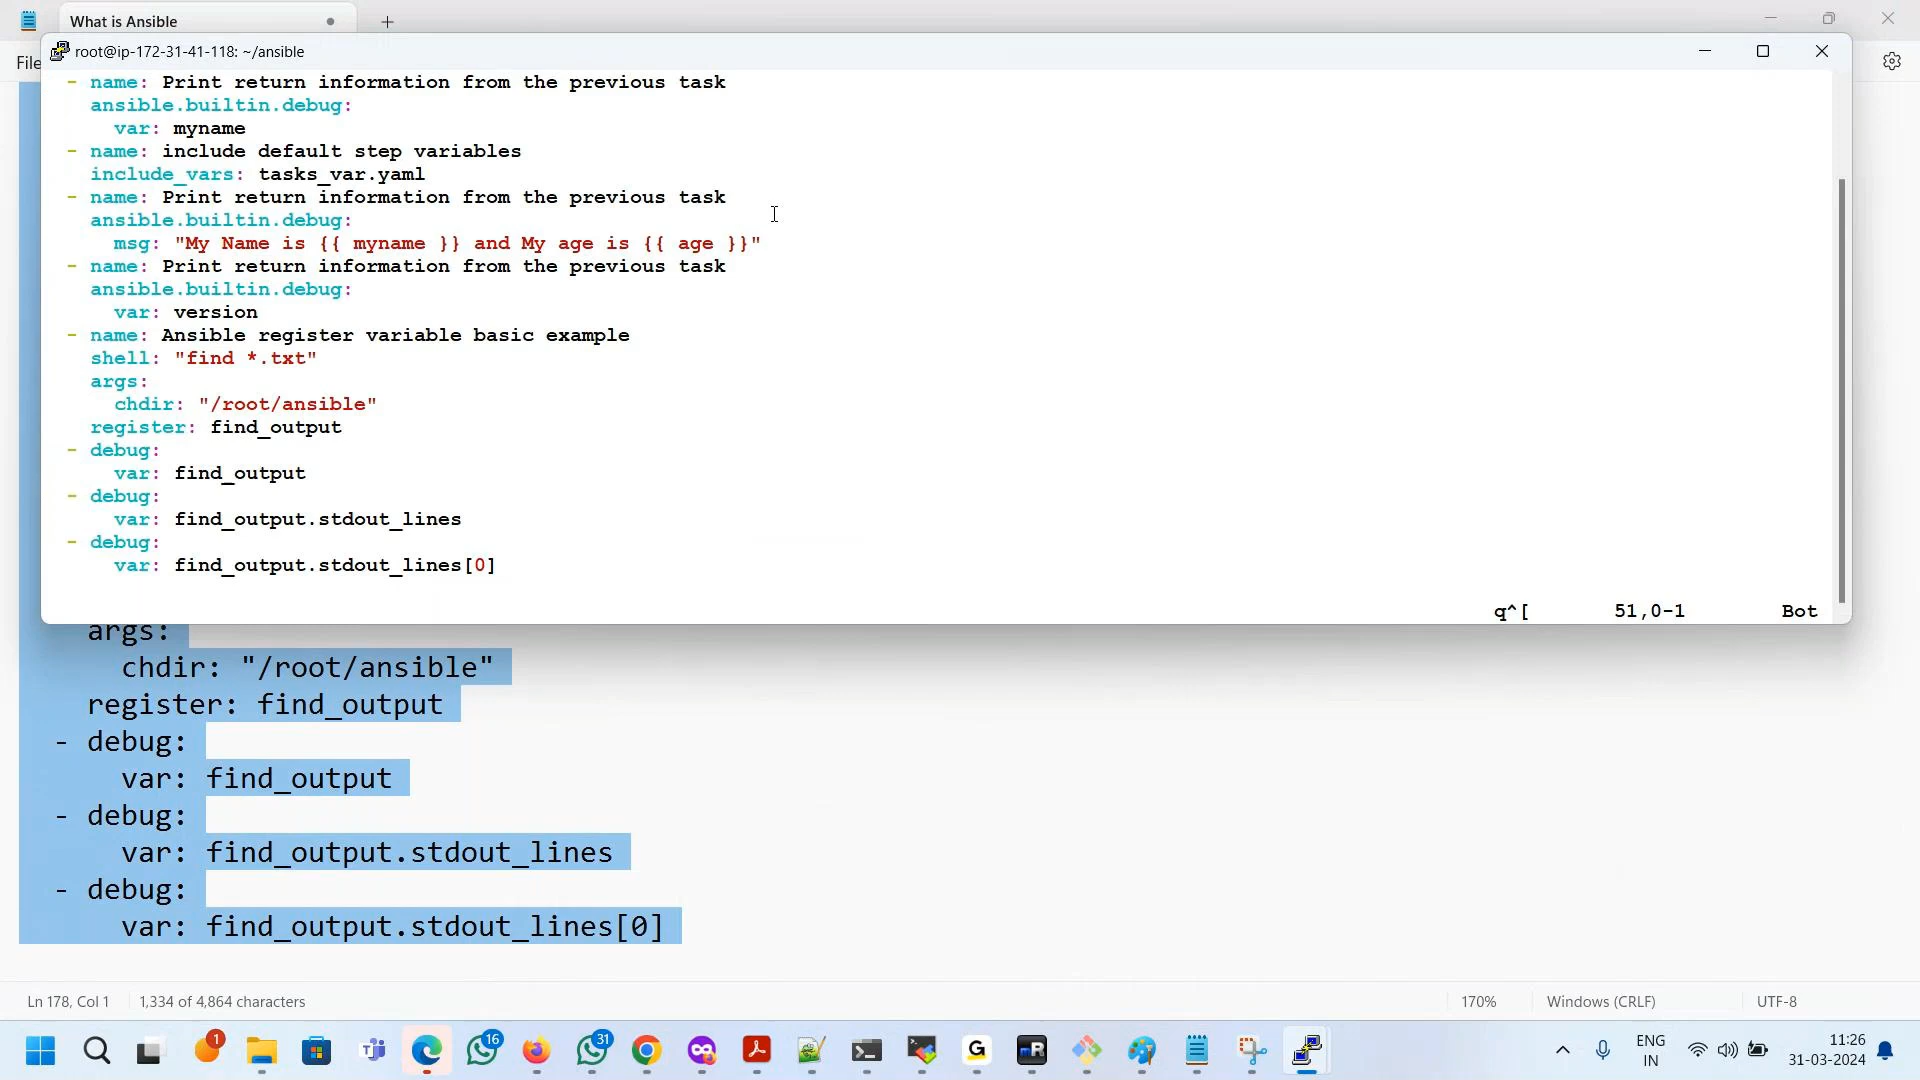 What is Ansible
root@ip-172-31-41-118: ~/ansible
File
- name: Print return information from the previous task
ansible.builtin.debug:
var: myname
- name: include default step variables
include_vars: tasks_var.yaml
- name: Print return information from the previous task
ansible.builtin.debug:
msg: "My Name is {{ myname }} and My age is {{ age }}"
- name: Print return information from the previous task
ansible.builtin.debug:
var: version
- name: Ansible register variable basic example
shell: "find *.txt"
args:
chdir: "/root/ansible"
register: find_output
- debug:
var: find_output
- debug:
var: find_output.stdout_lines
- debug:
var: find_output.stdout_lines[0]
q^[ 51,0-1 Bot
args:
chdir: "/root/ansible"
register: find_output
- debug:
var: find_output
- debug:
var: find_output.stdout_lines
- debug:
var: find_output.stdout_lines[0]
Ln 178, Col 1 1,334 of 4,864 characters 170% Windows (CRLF) UTF-8
1 16 31
G mR
ENG
IN
11:26
31-03-2024